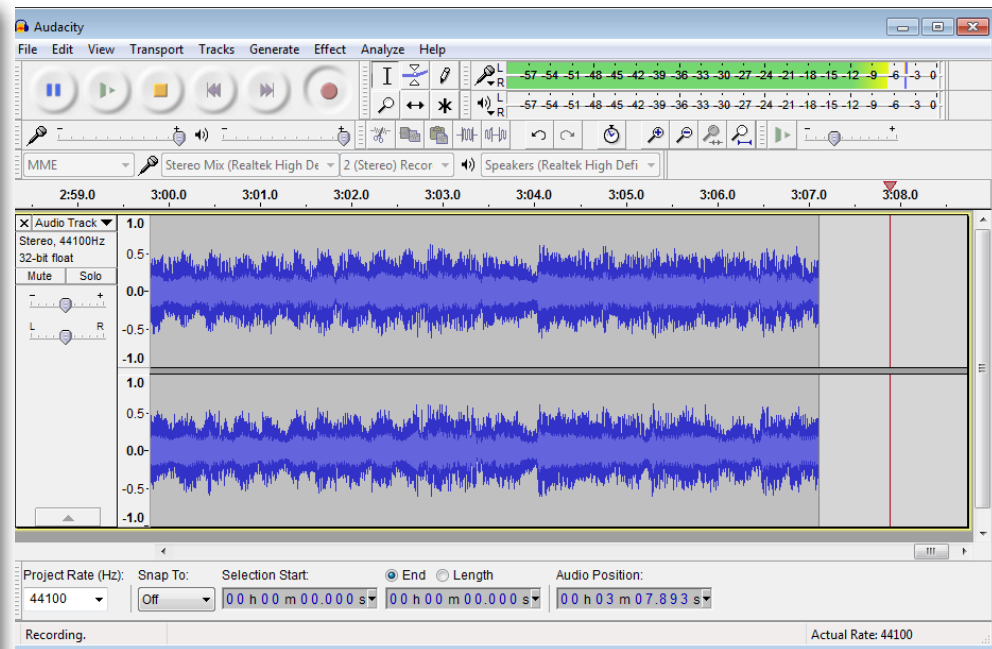 Audacity
File Edit View Transport Tracks Generate Effect Analyze Help
L
R
-57 -54 -51 -48 -45 -42 -39 -36 -33 -30 -27 -24 -21 -18 -15 -12 -9 -6 -3 0
L
R
-57 -54 -51 -48 -45 -42 -39 -36 -33 -30 -27 -24 -21 -18 -15 -12 -9 -6 -3 0
- +
- +
- +
MME Stereo Mix (Realtek High De 2 (Stereo) Recor Speakers (Realtek High Defi
2:59.0 3:00.0 3:01.0 3:02.0 3:03.0 3:04.0 3:05.0 3:06.0 3:07.0 3:08.0
X Audio Track 1.0
Stereo, 44100Hz
32-bit float
0.5
Mute Solo
- +
0.0
L R
-0.5
-1.0
1.0
0.5
0.0
-0.5
-1.0
Project Rate (Hz): Snap To: Selection Start: End Length Audio Position:
44100 Off 00 h 00 m 00.000 s 00 h 00 m 00.000 s 00 h 03 m 07.893 s
Recording. Actual Rate: 44100